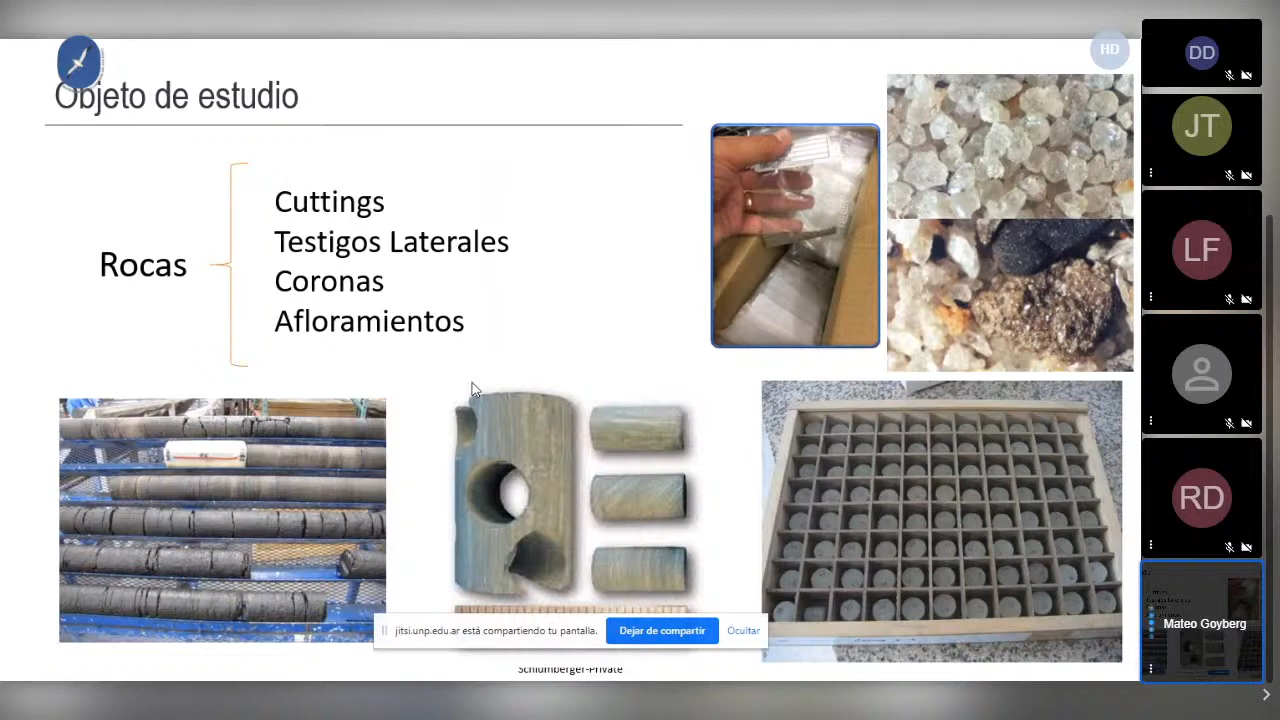 HD
Objeto de estudio
Rocas
Cuttings
Testigos Laterales
Coronas
Afloramientos
jitsi.unp.edu.ar está compartiendo tu pantalla.
Dejar de compartir
Ocultar
Schlumberger-Private
DD
JT
LF
RD
Mateo Goyberg